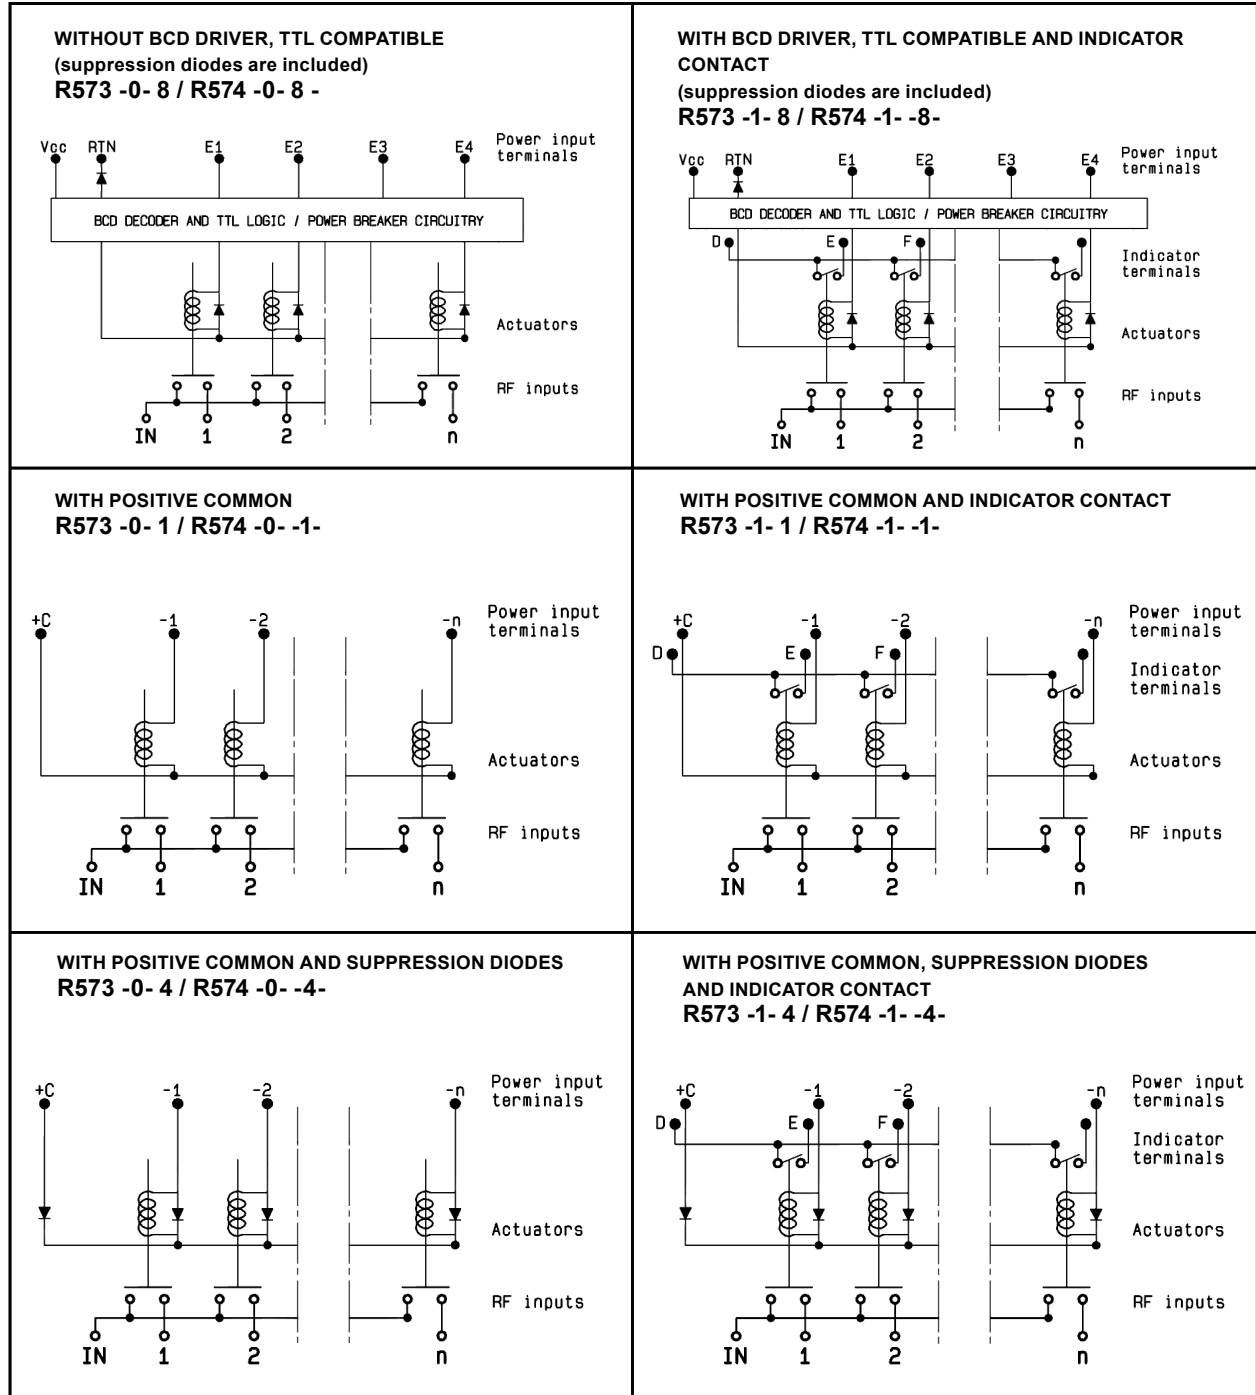 WITHOUT BCD DRIVER, TTL COMPATIBLE
(suppression diodes are included)
R573 -0- 8 / R574 -0- 8 -
Vcc RTN E1 E2 E3 E4
Power input
terminals
BCD DECODER AND TTL LOGIC / POWER BREAKER CIRCUITRY
Actuators
RF inputs
IN 1 2 n
WITH BCD DRIVER, TTL COMPATIBLE AND INDICATOR
CONTACT
(suppression diodes are included)
R573 -1- 8 / R574 -1- -8-
Vcc RTN E1 E2 E3 E4
Power input
terminals
BCD DECODER AND TTL LOGIC / POWER BREAKER CIRCUITRY
D E F
Indicator
terminals
Actuators
RF inputs
IN 1 2 n
WITH POSITIVE COMMON
R573 -0- 1 / R574 -0- -1-
+C -1 -2 -n
Power input
terminals
Actuators
RF inputs
IN 1 2 n
WITH POSITIVE COMMON AND INDICATOR CONTACT
R573 -1- 1 / R574 -1- -1-
+C -1 -2 -n
Power input
terminals
D E F
Indicator
terminals
Actuators
RF inputs
IN 1 2 n
WITH POSITIVE COMMON AND SUPPRESSION DIODES
R573 -0- 4 / R574 -0- -4-
+C -1 -2 -n
Power input
terminals
Actuators
RF inputs
IN 1 2 n
WITH POSITIVE COMMON, SUPPRESSION DIODES
AND INDICATOR CONTACT
R573 -1- 4 / R574 -1- -4-
+C -1 -2 -n
Power input
terminals
D E F
Indicator
terminals
Actuators
RF inputs
IN 1 2 n